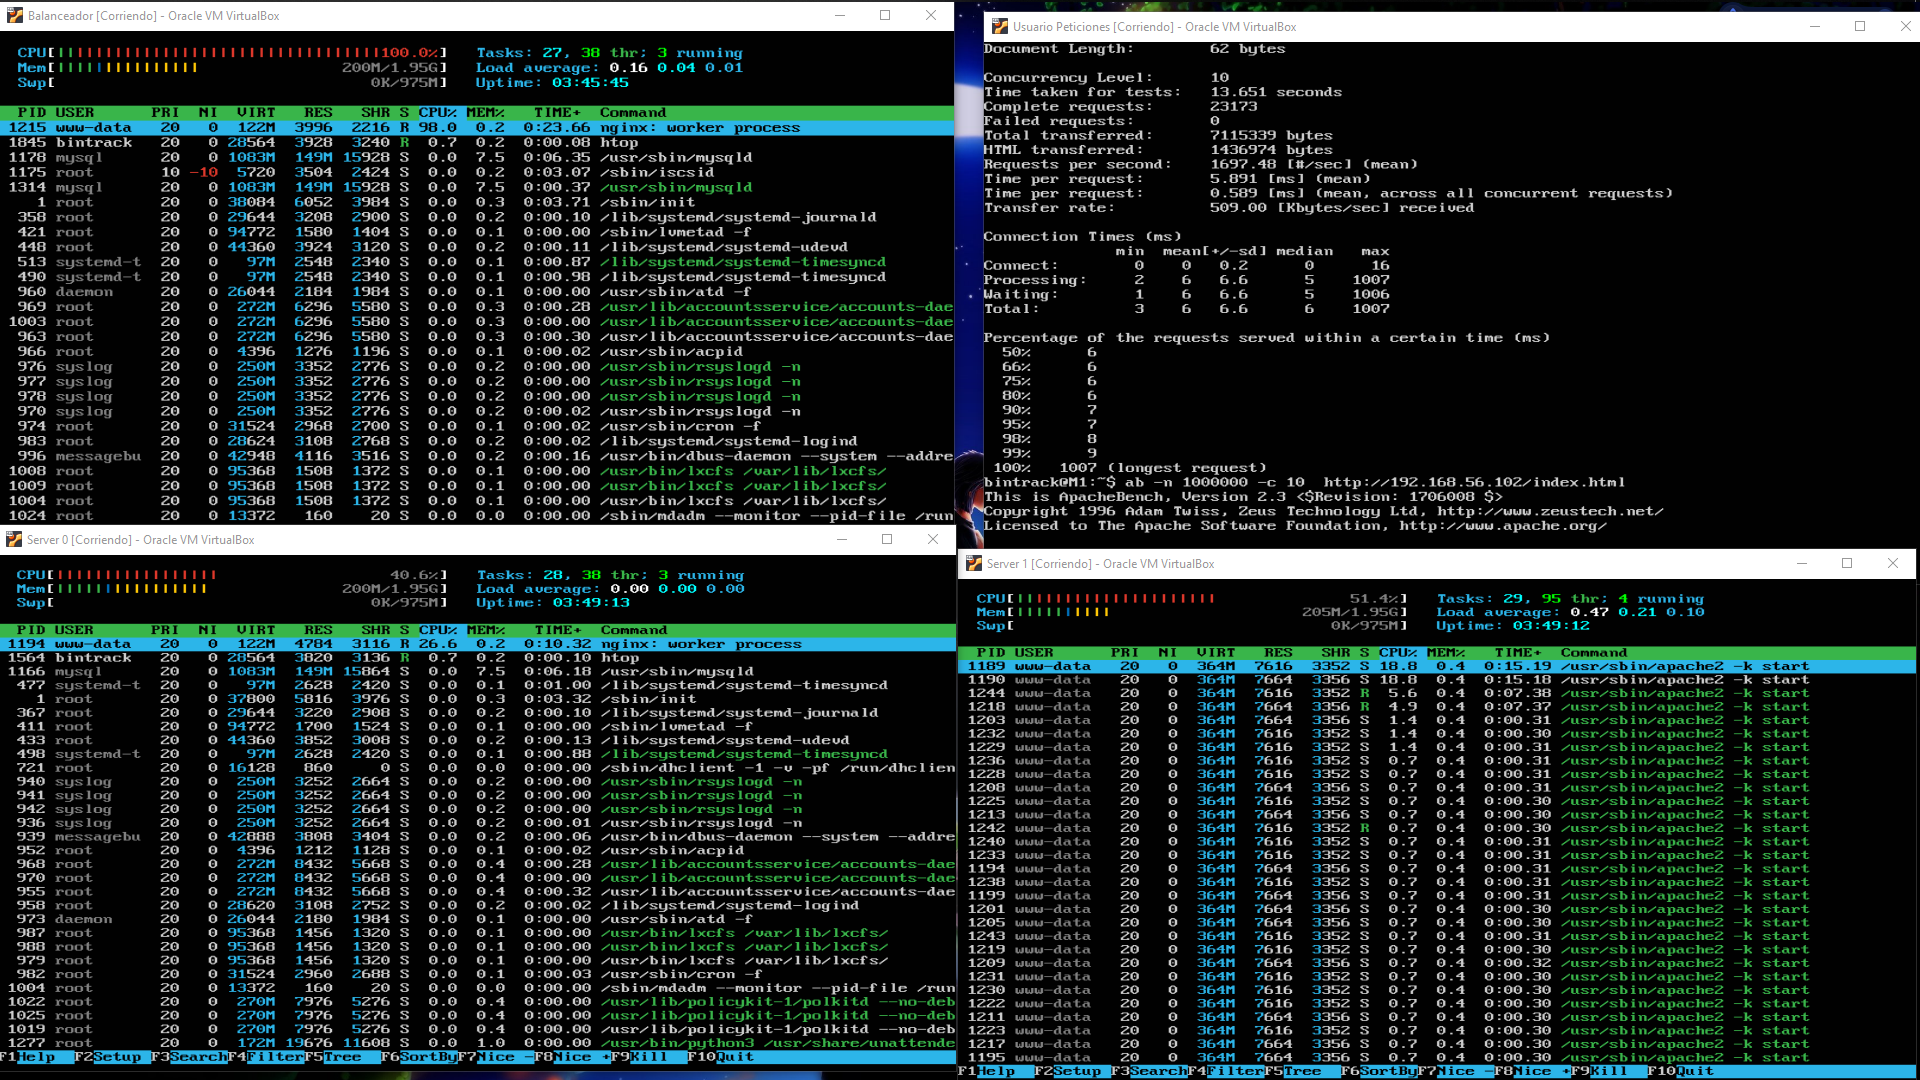 Balanceador [Corriendo] - Oracle VM VirtualBox
CPU[||||||||||||||||||||||||||||||||||100.0%] Tasks: 27, 38 thr; 3 running
Mem[|||||||||||||||| 200M/1.95G] Load average: 0.16 0.04 0.01
Swp[ 0K/975M] Uptime: 03:45:45
PID USER PRI NI VIRT RES SHR S CPU% MEM% TIME+ Command
1215 www-data 20 0 122M 3996 2216 R 98.0 0.2 0:23.66 nginx: worker process
1845 bintrack 20 0 28564 3928 3240 R 0.7 0.2 0:00.08 htop
1178 mysql 20 0 1083M 149M 15928 S 0.0 7.5 0:06.35 /usr/sbin/mysqld
1175 root 10 -10 5720 3504 2424 S 0.0 0.2 0:03.07 /sbin/iscsid
1314 mysql 20 0 1083M 149M 15928 S 0.0 7.5 0:00.37 /usr/sbin/mysqld
1 root 20 0 38084 6052 3984 S 0.0 0.3 0:03.71 /sbin/init
358 root 20 0 29644 3208 2900 S 0.0 0.2 0:00.10 /lib/systemd/systemd-journald
421 root 20 0 94772 1580 1404 S 0.0 0.1 0:00.00 /sbin/lvmetad -f
448 root 20 0 44360 3924 3120 S 0.0 0.2 0:00.11 /lib/systemd/systemd-udevd
513 systemd-t 20 0 97M 2548 2340 S 0.0 0.1 0:00.87 /lib/systemd/systemd-timesyncd
490 systemd-t 20 0 97M 2548 2340 S 0.0 0.1 0:00.98 /lib/systemd/systemd-timesyncd
960 daemon 20 0 26044 2184 1984 S 0.0 0.1 0:00.00 /usr/sbin/atd -f
969 root 20 0 272M 6296 5580 S 0.0 0.3 0:00.28 /usr/lib/accountsservice/accounts-dae
1003 root 20 0 272M 6296 5580 S 0.0 0.3 0:00.00 /usr/lib/accountsservice/accounts-dae
963 root 20 0 272M 6296 5580 S 0.0 0.3 0:00.30 /usr/lib/accountsservice/accounts-dae
966 root 20 0 4396 1276 1196 S 0.0 0.1 0:00.02 /usr/sbin/acpid
976 syslog 20 0 250M 3352 2776 S 0.0 0.2 0:00.00 /usr/sbin/rsyslogd -n
977 syslog 20 0 250M 3352 2776 S 0.0 0.2 0:00.00 /usr/sbin/rsyslogd -n
978 syslog 20 0 250M 3352 2776 S 0.0 0.2 0:00.00 /usr/sbin/rsyslogd -n
970 syslog 20 0 250M 3352 2776 S 0.0 0.2 0:00.02 /usr/sbin/rsyslogd -n
974 root 20 0 31524 2968 2700 S 0.0 0.1 0:00.00 /usr/sbin/cron -f
983 root 20 0 28624 3108 2768 S 0.0 0.2 0:00.02 /lib/systemd/systemd-logind
996 messagebu 20 0 42948 4116 3516 S 0.0 0.2 0:00.16 /usr/bin/dbus-daemon --system --addre
1008 root 20 0 95368 1508 1372 S 0.0 0.1 0:00.00 /usr/bin/lxcfs /var/lib/lxcfs/
1009 root 20 0 95368 1508 1372 S 0.0 0.1 0:00.00 /usr/bin/lxcfs /var/lib/lxcfs/
1004 root 20 0 95368 1508 1372 S 0.0 0.1 0:00.00 /usr/bin/lxcfs /var/lib/lxcfs/
1024 root 20 0 13372 160 20 S 0.0 0.0 0:00.00 /sbin/mdadm --monitor --pid-file /run
Usuario Peticiones [Corriendo] - Oracle VM VirtualBox
Document Length: 62 bytes
Concurrency Level: 10
Time taken for tests: 13.651 seconds
Complete requests: 23173
Failed requests: 0
Total transferred: 7115339 bytes
HTML transferred: 1436974 bytes
Requests per second: 1697.48 [#/sec] (mean)
Time per request: 5.891 [ms] (mean)
Time per request: 0.589 [ms] (mean, across all concurrent requests)
Transfer rate: 509.00 [Kbytes/sec] received
Connection Times (ms)
min mean[+/-sd] median max
Connect: 0 0 0.2 0 16
Processing: 2 6 6.6 5 1007
Waiting: 1 6 6.6 5 1006
Total: 3 6 6.6 6 1007
Percentage of the requests served within a certain time (ms)
50% 6
66% 6
75% 6
80% 6
90% 7
95% 7
98% 8
99% 9
100% 1007 (longest request)
bintrack@M1:~$ ab -n 1000000 -c 10 http://192.168.56.102/index.html
This is ApacheBench, Version 2.3 <$Revision: 1706008 $>
Copyright 1996 Adam Twiss, Zeus Technology Ltd, http://www.zeustech.net/
Licensed to The Apache Software Foundation, http://www.apache.org/
Server 0 [Corriendo] - Oracle VM VirtualBox
CPU[||||||||||||||||| 40.6%] Tasks: 28, 38 thr; 3 running
Mem[|||||||||||||||| 200M/1.95G] Load average: 0.00 0.00 0.00
Swp[ 0K/975M] Uptime: 03:49:13
PID USER PRI NI VIRT RES SHR S CPU% MEM% TIME+ Command
1194 www-data 20 0 122M 4784 3116 R 26.6 0.2 0:10.32 nginx: worker process
1564 bintrack 20 0 28564 3820 3136 R 0.7 0.2 0:00.10 htop
1166 mysql 20 0 1083M 149M 15864 S 0.0 7.5 0:06.18 /usr/sbin/mysqld
477 systemd-t 20 0 97M 2628 2420 S 0.0 0.1 0:01.00 /lib/systemd/systemd-timesyncd
1 root 20 0 37800 5816 3976 S 0.0 0.3 0:03.32 /sbin/init
367 root 20 0 29644 3220 2908 S 0.0 0.2 0:00.10 /lib/systemd/systemd-journald
411 root 20 0 94772 1700 1524 S 0.0 0.1 0:00.00 /sbin/lvmetad -f
433 root 20 0 44360 3852 3008 S 0.0 0.2 0:00.13 /lib/systemd/systemd-udevd
498 systemd-t 20 0 97M 2628 2420 S 0.0 0.1 0:00.88 /lib/systemd/systemd-timesyncd
721 root 20 0 16128 860 0 S 0.0 0.0 0:00.00 /sbin/dhclient -1 -v -pf /run/dhclien
940 syslog 20 0 250M 3252 2664 S 0.0 0.2 0:00.00 /usr/sbin/rsyslogd -n
941 syslog 20 0 250M 3252 2664 S 0.0 0.2 0:00.00 /usr/sbin/rsyslogd -n
942 syslog 20 0 250M 3252 2664 S 0.0 0.2 0:00.00 /usr/sbin/rsyslogd -n
936 syslog 20 0 250M 3252 2664 S 0.0 0.2 0:00.01 /usr/sbin/rsyslogd -n
939 messagebu 20 0 42888 3808 3404 S 0.0 0.2 0:00.06 /usr/bin/dbus-daemon --system --addre
952 root 20 0 4396 1212 1128 S 0.0 0.1 0:00.02 /usr/sbin/acpid
968 root 20 0 272M 8432 5668 S 0.0 0.4 0:00.28 /usr/lib/accountsservice/accounts-dae
970 root 20 0 272M 8432 5668 S 0.0 0.4 0:00.00 /usr/lib/accountsservice/accounts-dae
955 root 20 0 272M 8432 5668 S 0.0 0.4 0:00.32 /usr/lib/accountsservice/accounts-dae
958 root 20 0 28620 3108 2752 S 0.0 0.2 0:00.02 /lib/systemd/systemd-logind
973 daemon 20 0 26044 2180 1984 S 0.0 0.1 0:00.00 /usr/sbin/atd -f
987 root 20 0 95368 1456 1320 S 0.0 0.1 0:00.00 /usr/bin/lxcfs /var/lib/lxcfs/
988 root 20 0 95368 1456 1320 S 0.0 0.1 0:00.00 /usr/bin/lxcfs /var/lib/lxcfs/
979 root 20 0 95368 1456 1320 S 0.0 0.1 0:00.00 /usr/bin/lxcfs /var/lib/lxcfs/
982 root 20 0 31524 2960 2688 S 0.0 0.1 0:00.03 /usr/sbin/cron -f
1004 root 20 0 13372 160 20 S 0.0 0.0 0:00.00 /sbin/mdadm --monitor --pid-file /run
1022 root 20 0 270M 7976 5276 S 0.0 0.4 0:00.00 /usr/lib/policykit-1/polkitd --no-deb
1025 root 20 0 270M 7976 5276 S 0.0 0.4 0:00.00 /usr/lib/policykit-1/polkitd --no-deb
1019 root 20 0 270M 7976 5276 S 0.0 0.4 0:00.00 /usr/lib/policykit-1/polkitd --no-deb
1277 root 20 0 172M 19676 11608 S 0.0 1.0 0:00.00 /usr/bin/python3 /usr/share/unattende
F1Help F2Setup F3SearchF4FilterF5Tree F6SortByF7Nice -F8Nice +F9Kill F10Quit
Server 1 [Corriendo] - Oracle VM VirtualBox
CPU[|||||||||||||||||||||| 51.4%] Tasks: 29, 95 thr; 4 running
Mem[||||||||||| 205M/1.95G] Load average: 0.47 0.21 0.10
Swp[ 0K/975M] Uptime: 03:49:12
PID USER PRI NI VIRT RES SHR S CPU% MEM% TIME+ Command
1189 www-data 20 0 364M 7616 3352 S 18.8 0.4 0:15.19 /usr/sbin/apache2 -k start
1190 www-data 20 0 364M 7664 3356 S 18.8 0.4 0:15.18 /usr/sbin/apache2 -k start
1244 www-data 20 0 364M 7616 3352 R 5.6 0.4 0:07.38 /usr/sbin/apache2 -k start
1218 www-data 20 0 364M 7664 3356 R 4.9 0.4 0:07.37 /usr/sbin/apache2 -k start
1203 www-data 20 0 364M 7664 3356 S 1.4 0.4 0:00.31 /usr/sbin/apache2 -k start
1232 www-data 20 0 364M 7616 3352 S 1.4 0.4 0:00.30 /usr/sbin/apache2 -k start
1229 www-data 20 0 364M 7616 3352 S 1.4 0.4 0:00.31 /usr/sbin/apache2 -k start
1236 www-data 20 0 364M 7616 3352 S 0.7 0.4 0:00.31 /usr/sbin/apache2 -k start
1228 www-data 20 0 364M 7616 3352 S 0.7 0.4 0:00.31 /usr/sbin/apache2 -k start
1208 www-data 20 0 364M 7664 3356 S 0.7 0.4 0:00.31 /usr/sbin/apache2 -k start
1225 www-data 20 0 364M 7616 3352 S 0.7 0.4 0:00.30 /usr/sbin/apache2 -k start
1213 www-data 20 0 364M 7664 3356 S 0.7 0.4 0:00.30 /usr/sbin/apache2 -k start
1242 www-data 20 0 364M 7616 3352 R 0.7 0.4 0:00.30 /usr/sbin/apache2 -k start
1240 www-data 20 0 364M 7616 3352 S 0.7 0.4 0:00.31 /usr/sbin/apache2 -k start
1233 www-data 20 0 364M 7616 3352 S 0.7 0.4 0:00.31 /usr/sbin/apache2 -k start
1194 www-data 20 0 364M 7664 3356 S 0.7 0.4 0:00.31 /usr/sbin/apache2 -k start
1238 www-data 20 0 364M 7616 3352 S 0.7 0.4 0:00.31 /usr/sbin/apache2 -k start
1199 www-data 20 0 364M 7664 3356 S 0.7 0.4 0:00.31 /usr/sbin/apache2 -k start
1201 www-data 20 0 364M 7664 3356 S 0.7 0.4 0:00.30 /usr/sbin/apache2 -k start
1205 www-data 20 0 364M 7664 3356 S 0.7 0.4 0:00.30 /usr/sbin/apache2 -k start
1243 www-data 20 0 364M 7616 3352 S 0.7 0.4 0:00.31 /usr/sbin/apache2 -k start
1219 www-data 20 0 364M 7616 3352 S 0.7 0.4 0:00.30 /usr/sbin/apache2 -k start
1209 www-data 20 0 364M 7664 3356 S 0.7 0.4 0:00.32 /usr/sbin/apache2 -k start
1231 www-data 20 0 364M 7616 3352 S 0.7 0.4 0:00.30 /usr/sbin/apache2 -k start
1230 www-data 20 0 364M 7616 3352 S 0.7 0.4 0:00.31 /usr/sbin/apache2 -k start
1222 www-data 20 0 364M 7616 3352 S 0.7 0.4 0:00.30 /usr/sbin/apache2 -k start
1211 www-data 20 0 364M 7664 3356 S 0.7 0.4 0:00.30 /usr/sbin/apache2 -k start
1223 www-data 20 0 364M 7616 3352 S 0.7 0.4 0:00.30 /usr/sbin/apache2 -k start
1217 www-data 20 0 364M 7664 3356 S 0.7 0.4 0:00.30 /usr/sbin/apache2 -k start
1195 www-data 20 0 364M 7664 3356 S 0.7 0.4 0:00.31 /usr/sbin/apache2 -k start
F1Help F2Setup F3SearchF4FilterF5Tree F6SortByF7Nice -F8Nice +F9Kill F10Quit